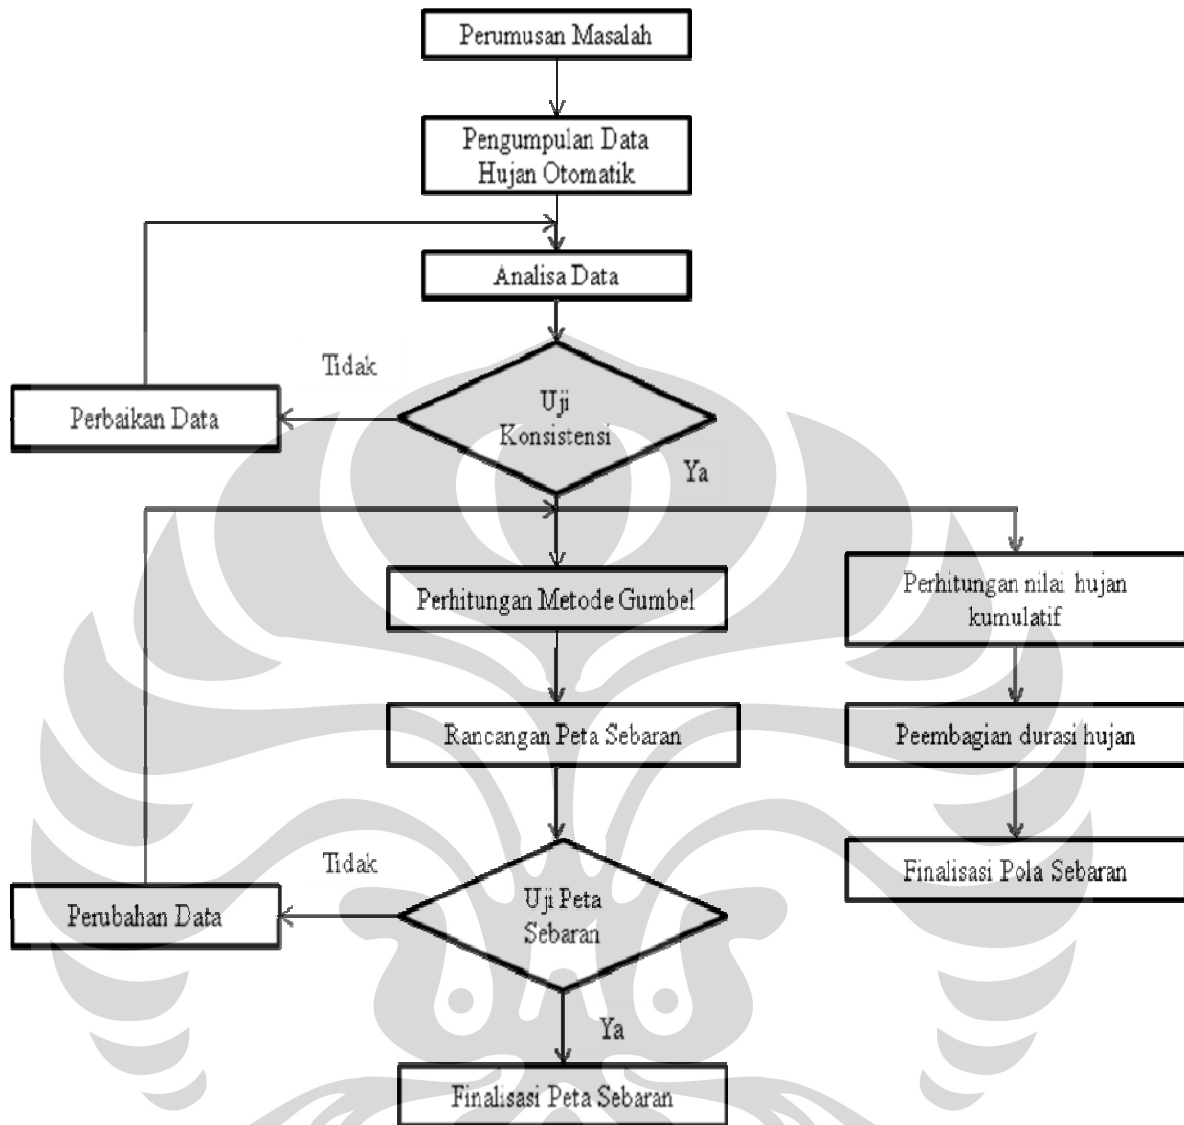 Perumusan Masalah
Pengumpulan Data
Hujan Otomatik
Analisa Data
Tidak
Perbaikan Data
Uji
Konsistensi
Ya
Perhitungan Metode Gumbel
Perhitungan nilai hujan
kumulatif
Rancangan Peta Sebaran
Peembagian durasi hujan
Tidak
Perubahan Data
Uji Peta
Sebaran
Finalisasi Pola Sebaran
Ya
Finalisasi Peta Sebaran